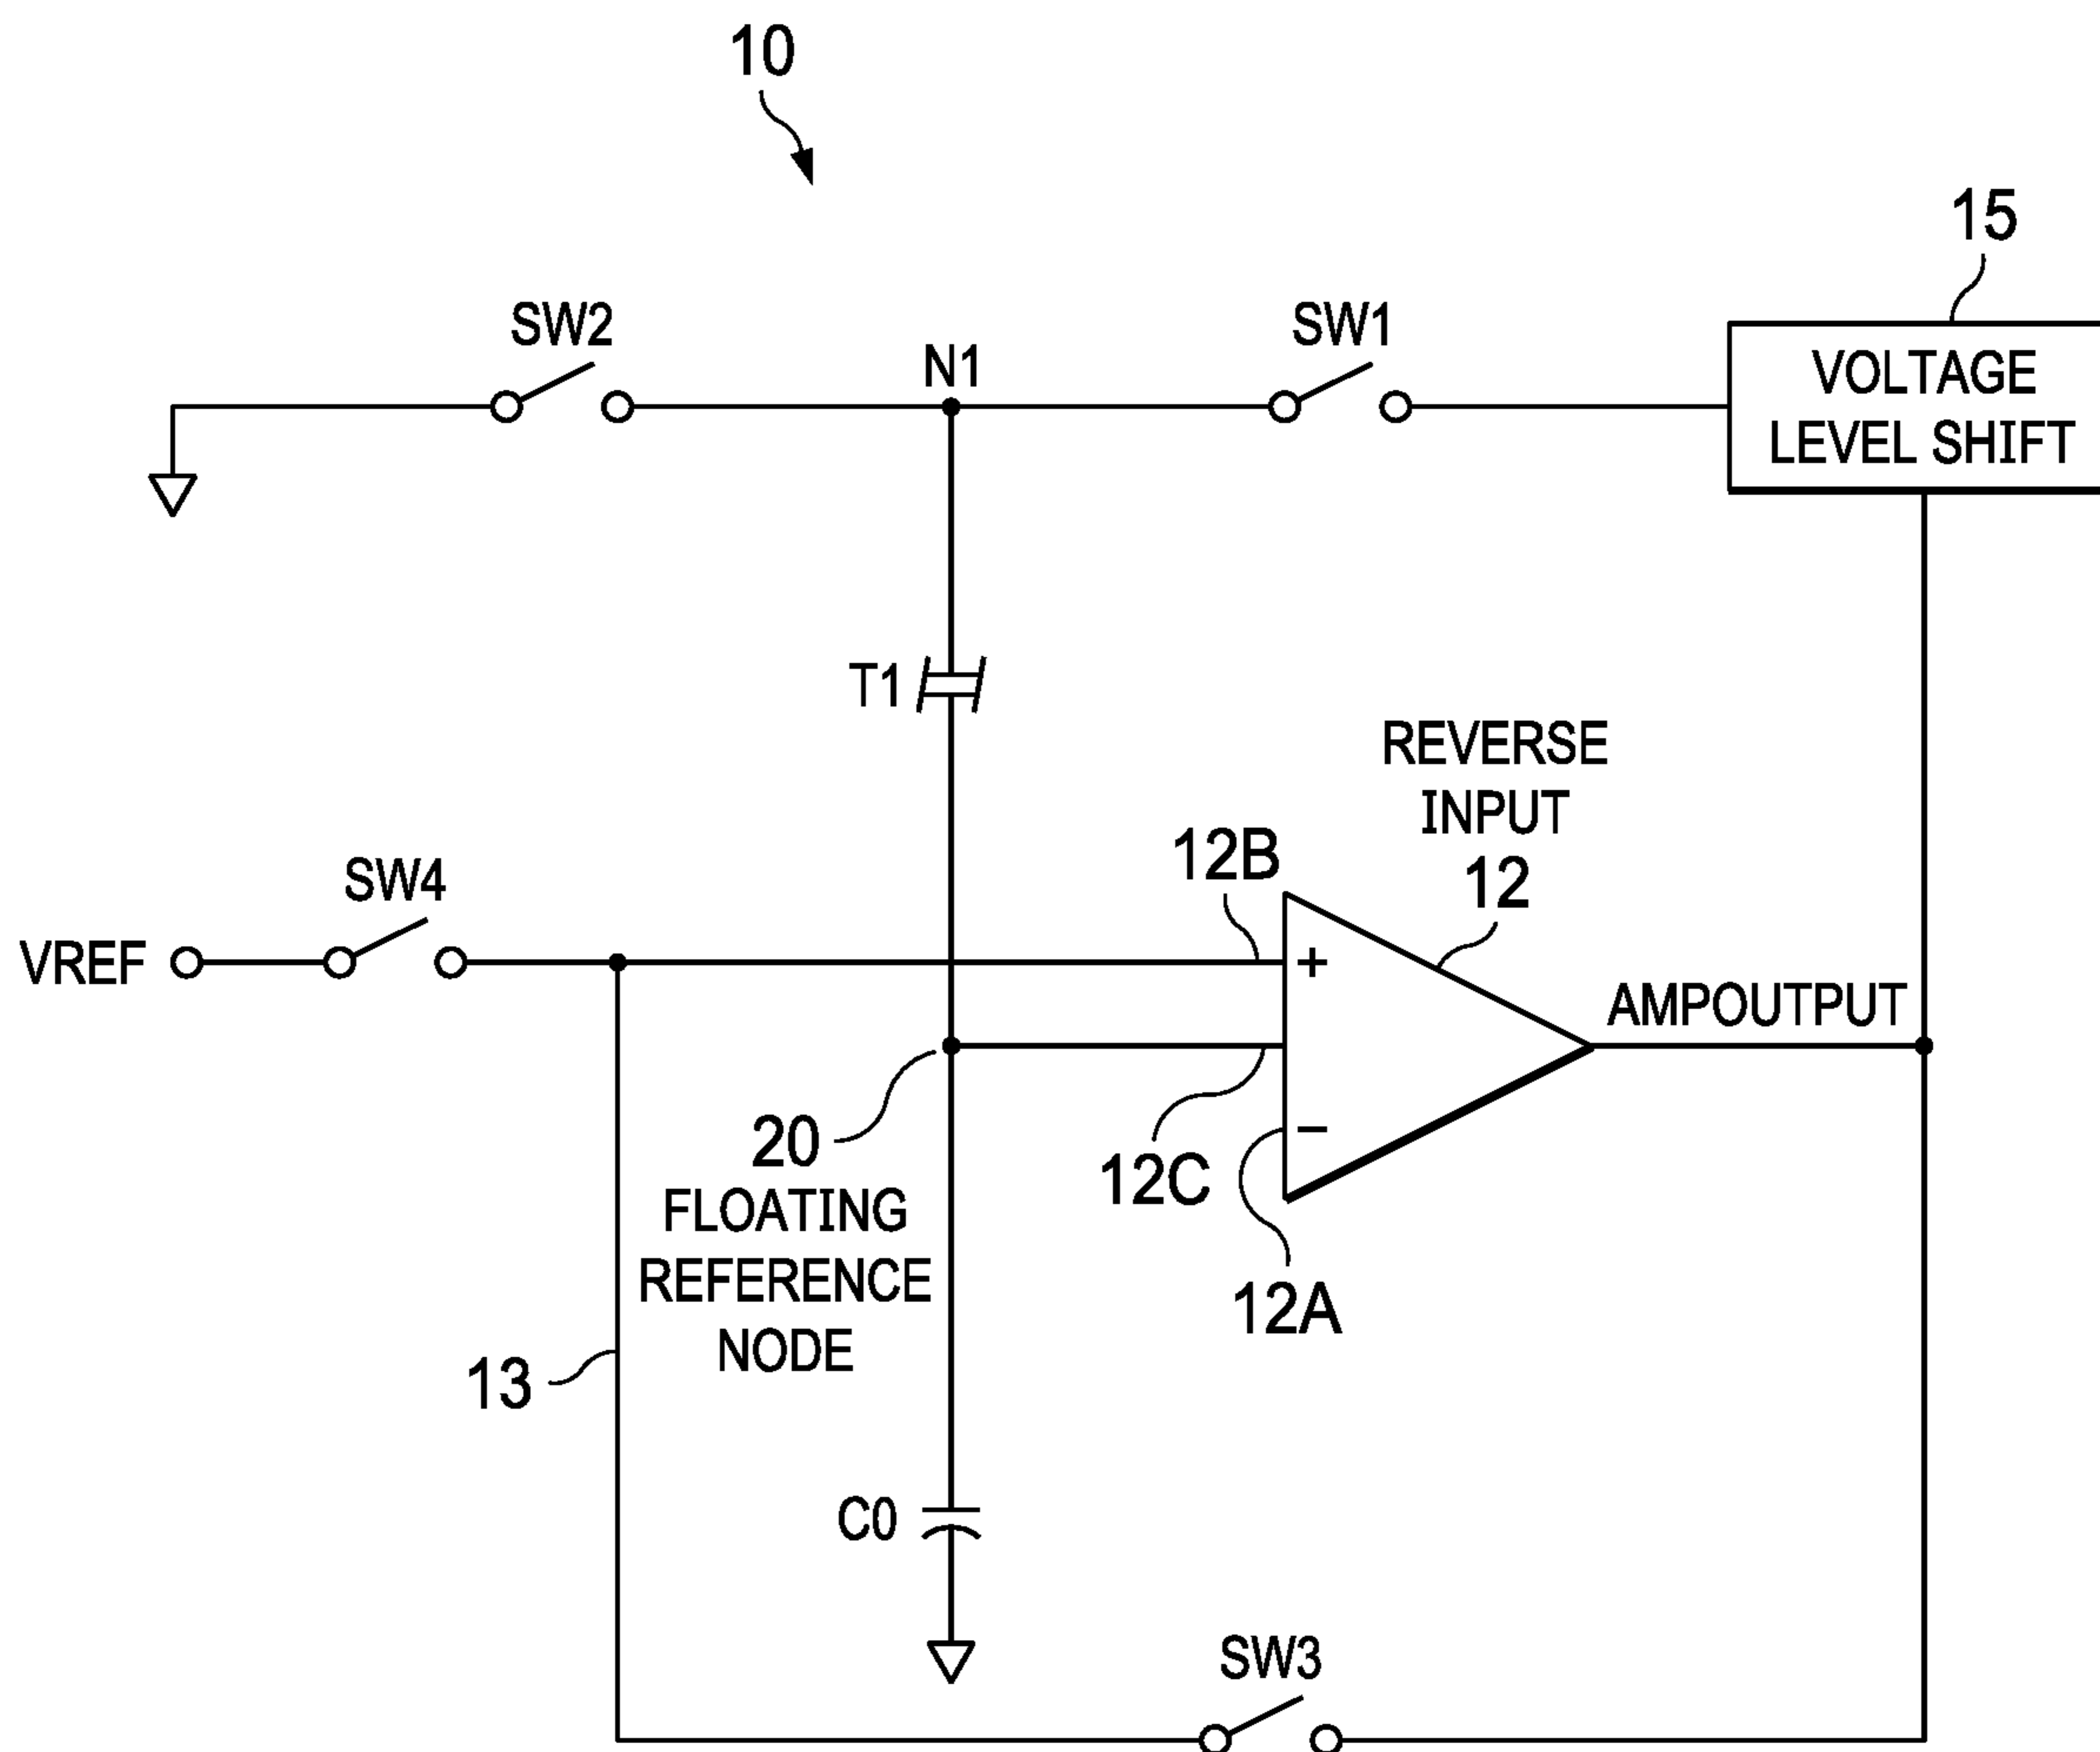 10
15
SW2
N1
SW1
VOLTAGE
LEVEL SHIFT
T1
REVERSE
INPUT
12
12B
SW4
VREF
+
AMPOUTPUT
20
FLOATING
REFERENCE
NODE
12C
−
12A
13
C0
SW3